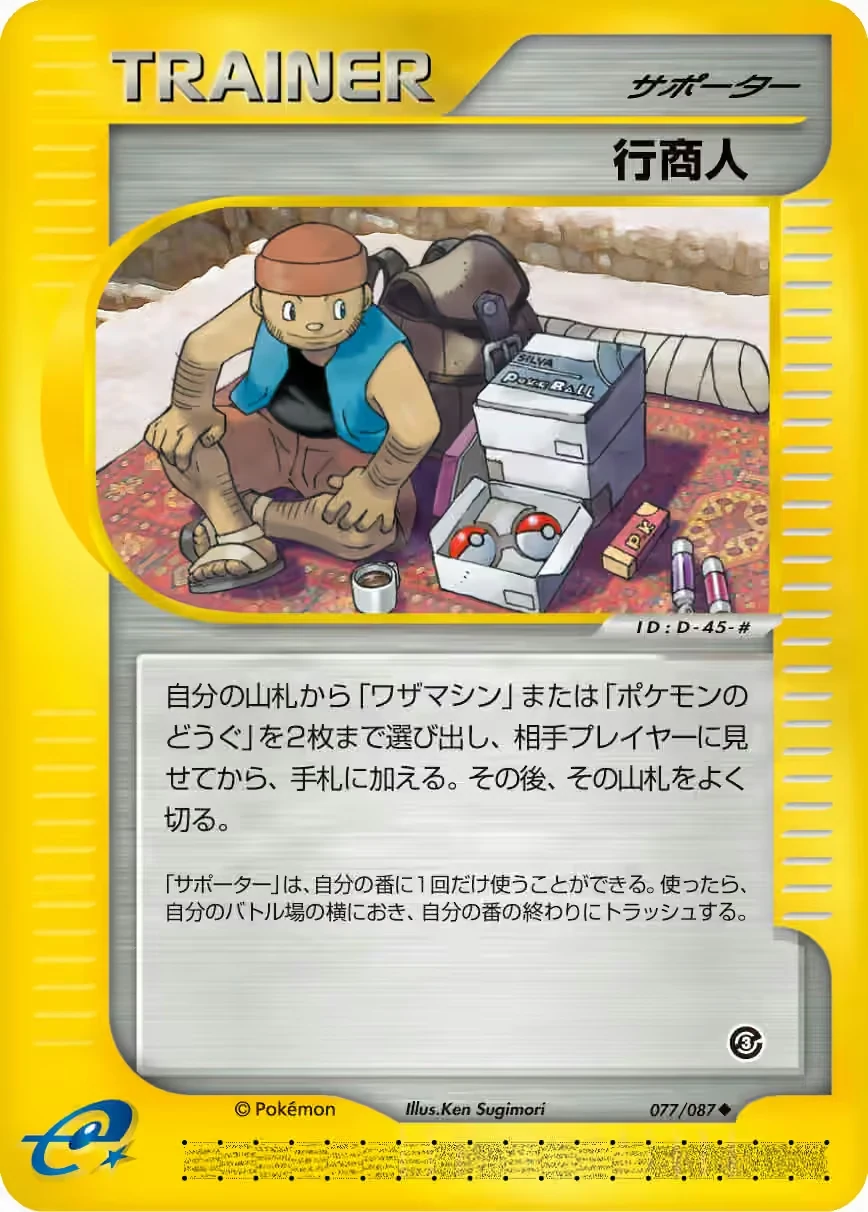 TRAINER
サポーター
行商人
SILVA
POKé BALL
ID : D-45-#
自分の山札から「ワザマシン」または「ポケモンの
どうぐ」を2枚まで選び出し、相手プレイヤーに見
せてから、手札に加える。その後、その山札をよく
切る。
「サポーター」は、自分の番に1回だけ使うことができる。使ったら、
自分のバトル場の横におき、自分の番の終わりにトラッシュする。
3
© Pokémon
Illus.Ken Sugimori
077/087◆
e